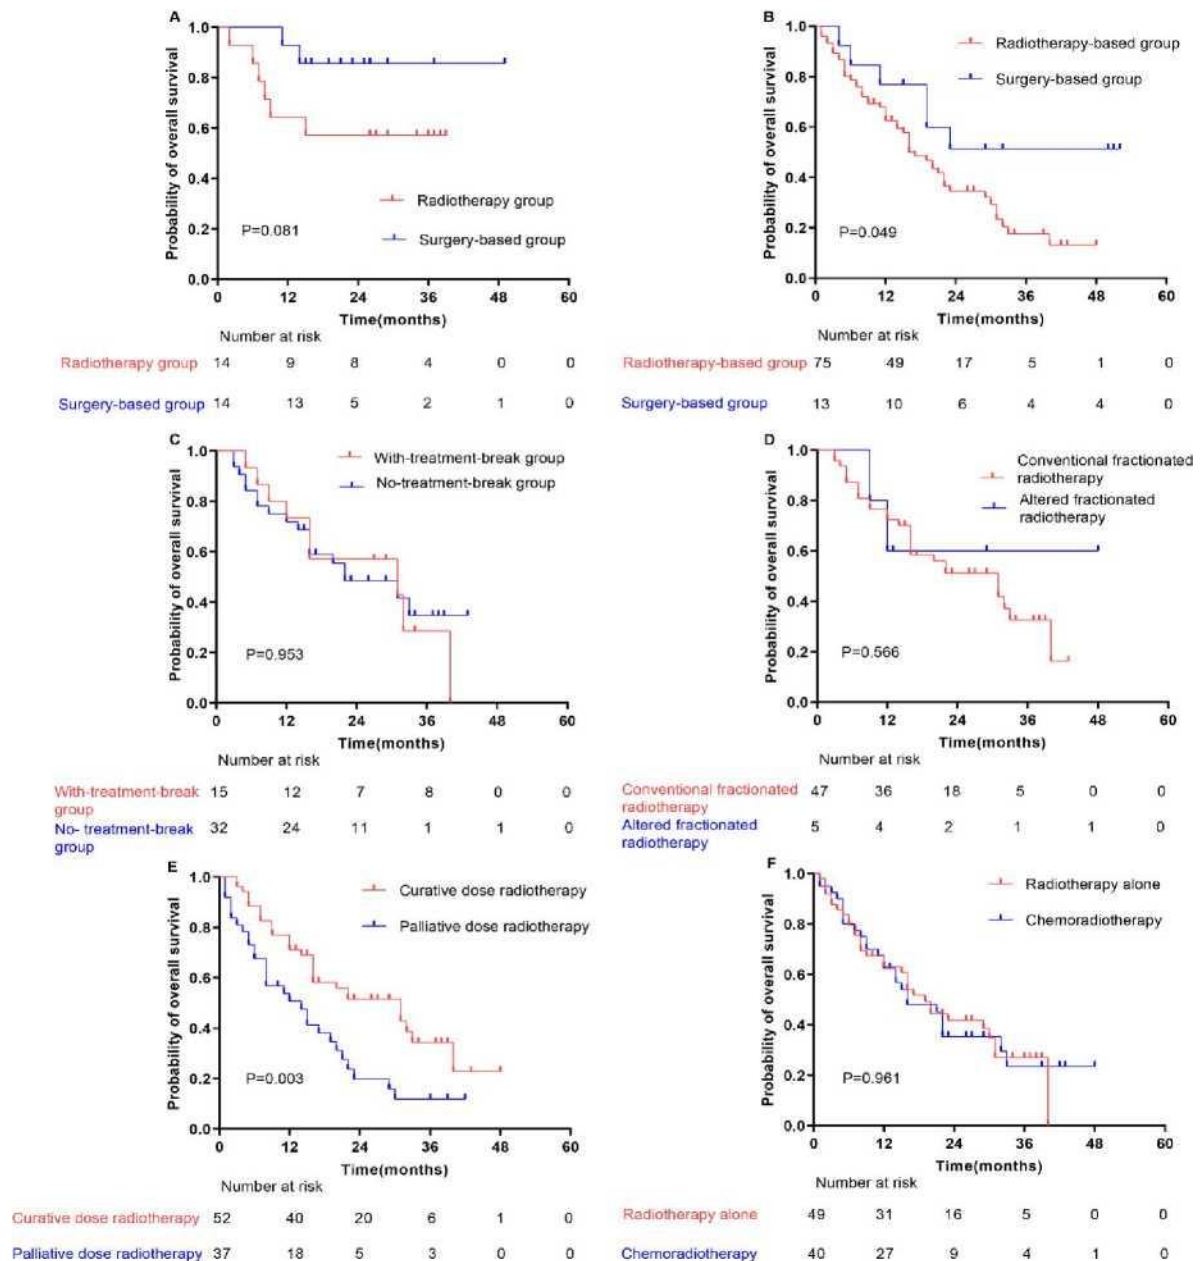 A
1.0
0.8
0.6
0.4
0.2
0.0
Probability of overall survival
Radiotherapy group
Surgery-based group
P=0.081
0 12 24 36 48 60
Time(months)
Number at risk
Radiotherapy group 14 9 8 4 0 0
Surgery-based group 14 13 5 2 1 0
B
1.0
0.8
0.6
0.4
0.2
0.0
Probability of overall survival
Radiotherapy-based group
Surgery-based group
P=0.049
0 12 24 36 48 60
Time(months)
Number at risk
Radiotherapy-based group 75 49 17 5 1 0
Surgery-based group 13 10 6 4 4 0
C
1.0
0.8
0.6
0.4
0.2
0.0
Probability of overall survival
With-treatment-break group
No-treatment-break group
P=0.953
0 12 24 36 48 60
Time(months)
Number at risk
With-treatment-break 15 12 7 8 0 0
group
No- treatment-break 32 24 11 1 1 0
group
D
1.0
0.8
0.6
0.4
0.2
0.0
Probability of overall survival
Conventional fractionated
radiotherapy
Altered fractionated
radiotherapy
P=0.566
0 12 24 36 48 60
Time(months)
Number at risk
Conventional fractionated 47 36 18 5 0 0
radiotherapy
Altered fractionated 5 4 2 1 1 0
radiotherapy
E
1.0
0.8
0.6
0.4
0.2
0.0
Probability of overall survival
Curative dose radiotherapy
Palliative dose radiotherapy
P=0.003
0 12 24 36 48 60
Time(months)
Number at risk
Curative dose radiotherapy 52 40 20 6 1 0
Palliative dose radiotherapy 37 18 5 3 0 0
F
1.0
0.8
0.6
0.4
0.2
0.0
Probability of overall survival
Radiotherapy alone
Chemoradiotherapy
P=0.961
0 12 24 36 48 60
Time(months)
Number at risk
Radiotherapy alone 49 31 16 5 0 0
Chemoradiotherapy 40 27 9 4 1 0